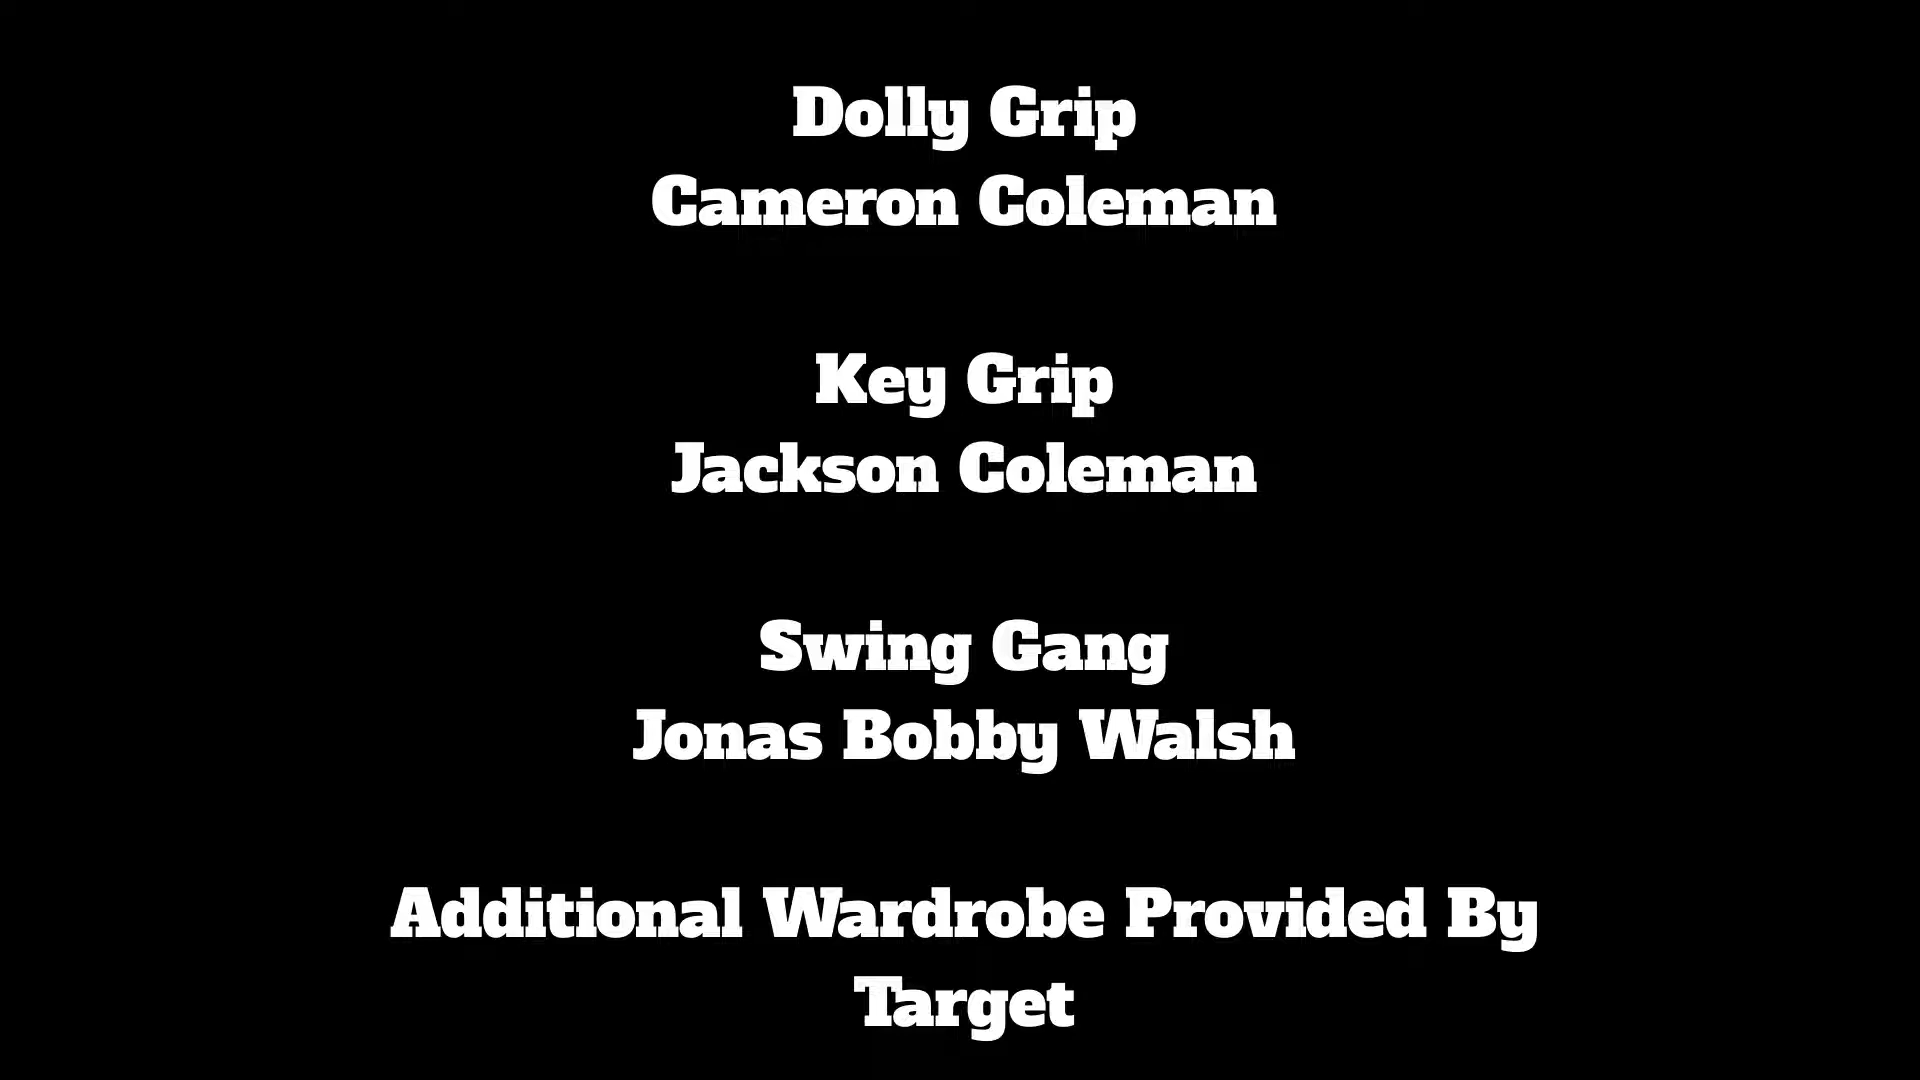 Dolly Grip
Cameron Coleman
Key Grip
Jackson Coleman
Swing Gang
Jonas Bobby Walsh
Additional Wardrobe Provided By
Target